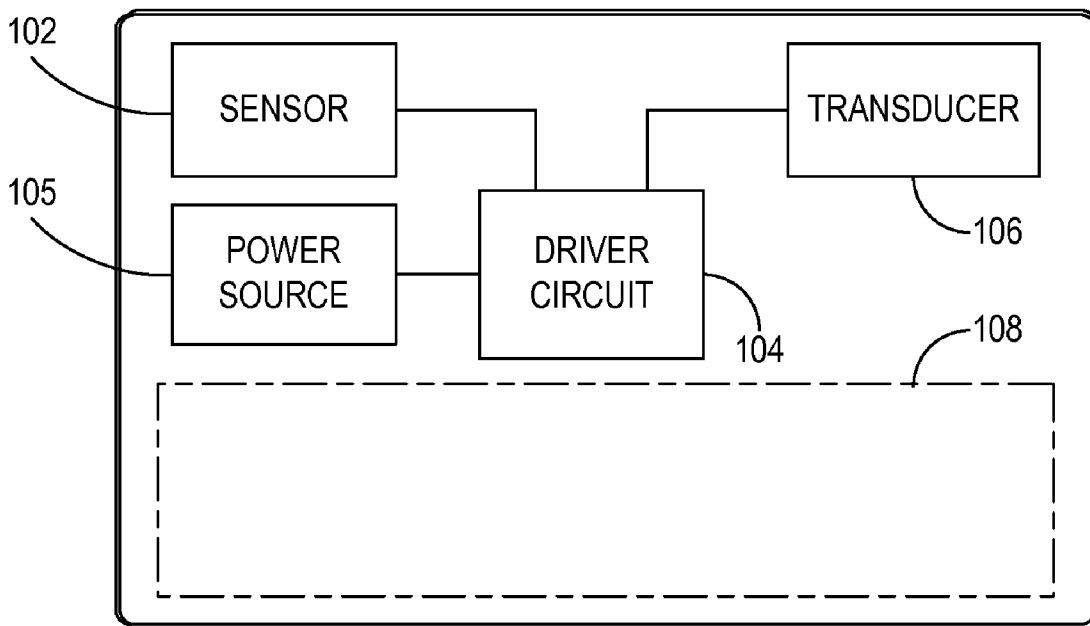 102
SENSOR
TRANSDUCER
105
106
POWER
SOURCE
DRIVER
CIRCUIT
104
108